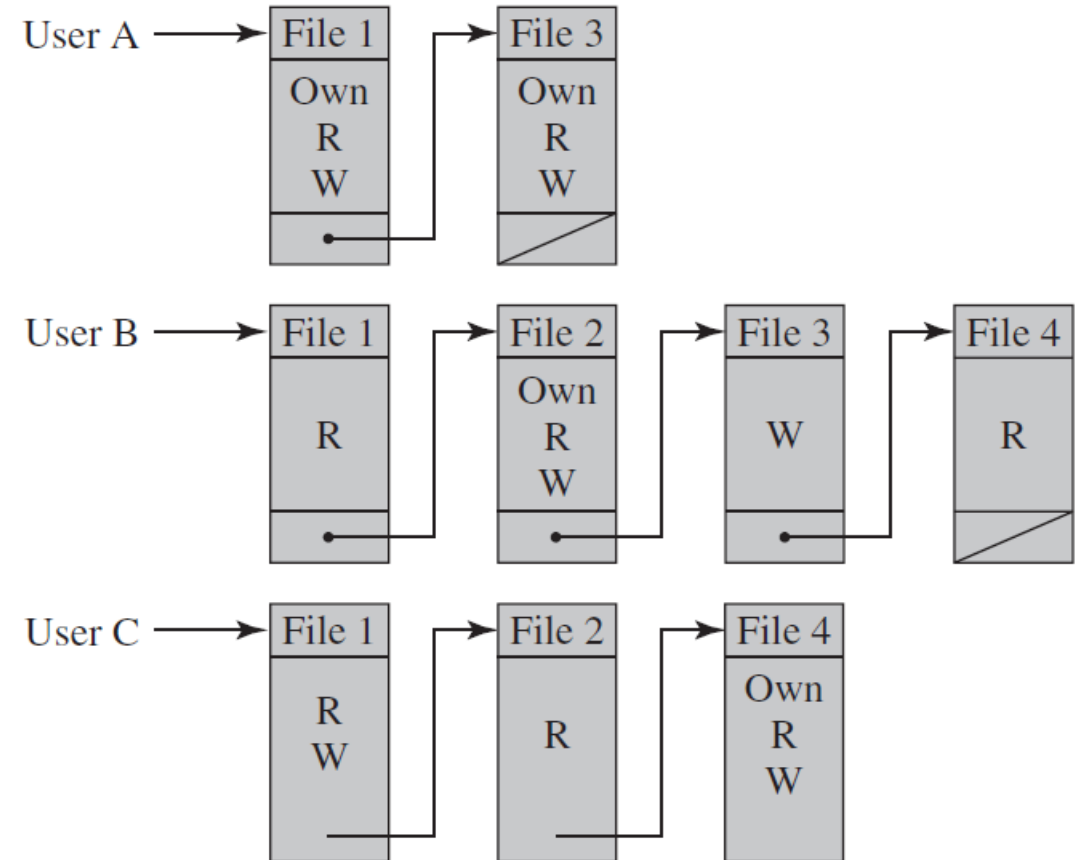 User A
File 1
Own
R
W
File 3
Own
R
W
User B
File 1
R
File 2
Own
R
W
File 3
W
File 4
R
User C
File 1
R
W
File 2
R
File 4
Own
R
W